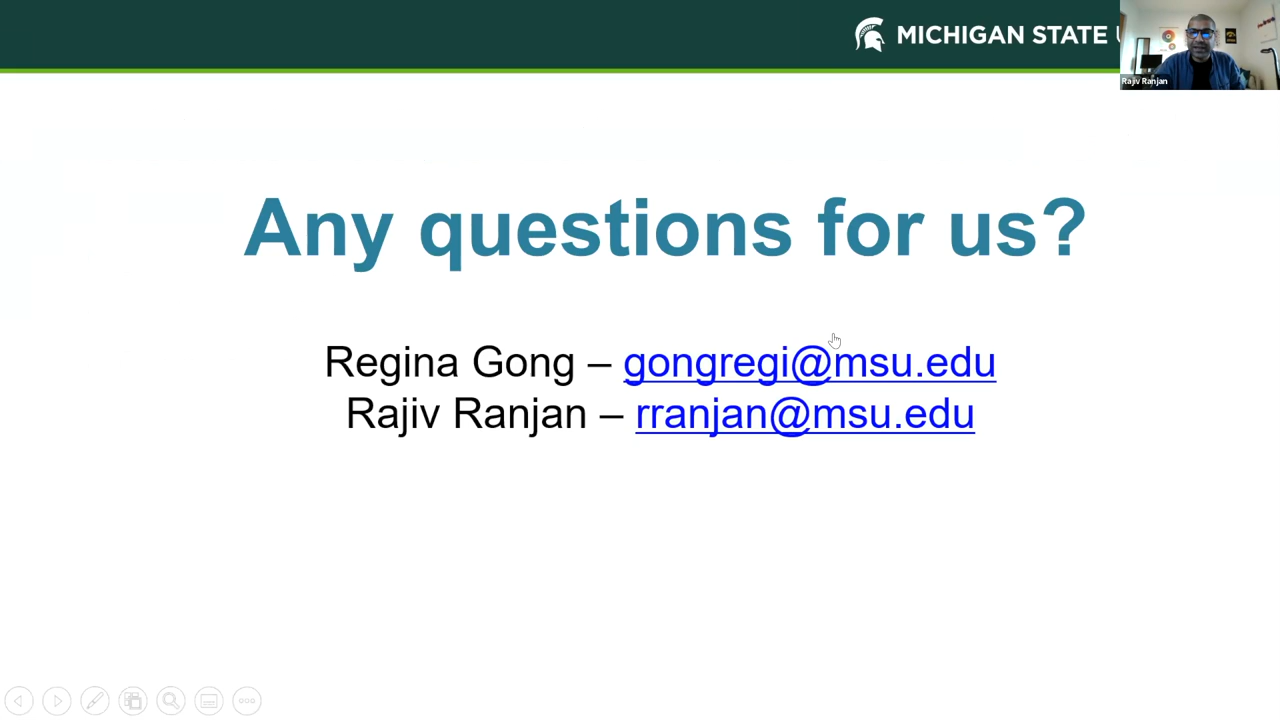 MICHIGAN STATE U
Rajiv Ranjan
Any questions for us?
Regina Gong – gongregi@msu.edu
Rajiv Ranjan – rranjan@msu.edu